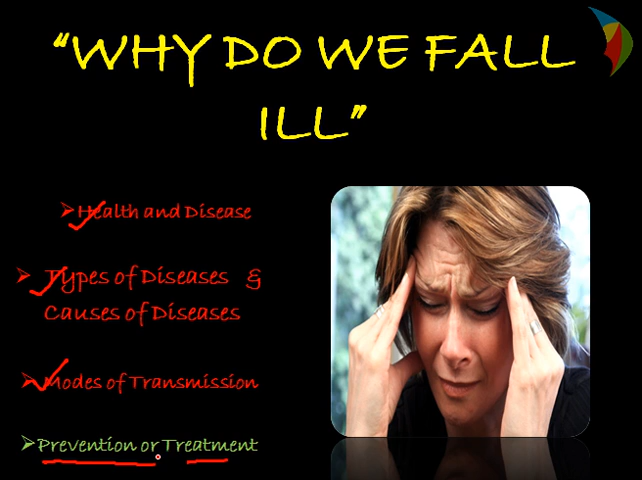 “WHY DO WE FALL
ILL”
Health and Disease
Types of Diseases &
Causes of Diseases
Modes of Transmission
Prevention or Treatment